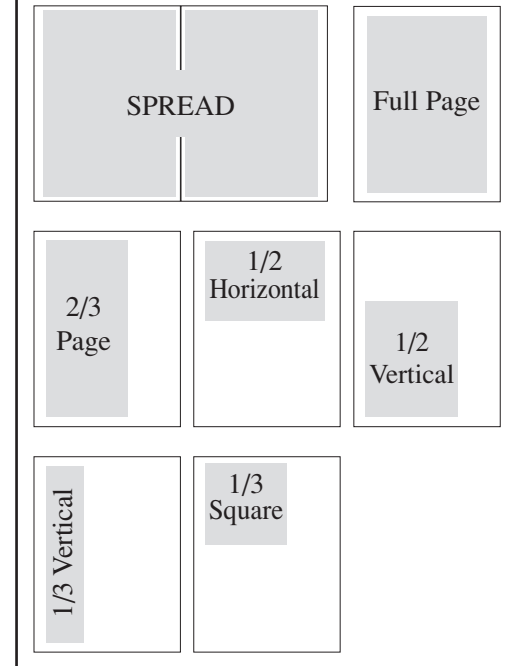 SPREAD
Full Page
2/3
Page
1/2
Horizontal
1/2
Vertical
1/3 Vertical
1/3
Square